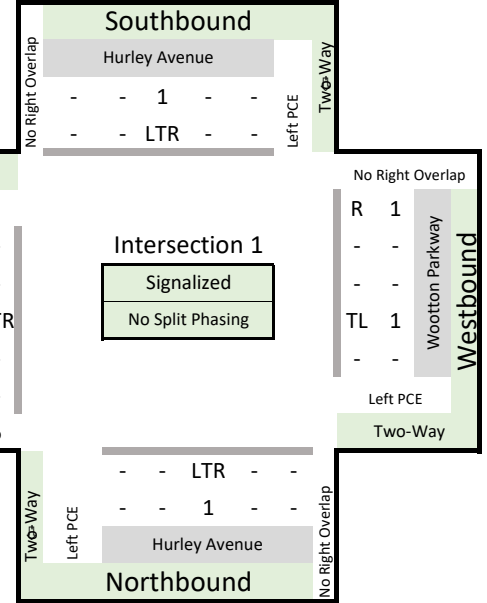 Southbound
Hurley Avenue
No Right Overlap
- - 1 - -
- - LTR - -
Left PCE
Two-Way
No Right Overlap
R 1
- -
- -
TL 1
- -
Wootton Parkway
Westbound
Left PCE
Two-Way
Intersection 1
Signalized
No Split Phasing
- - LTR - -
- - 1 - -
Hurley Avenue
Northbound
Two-Way
Left PCE
No Right Overlap